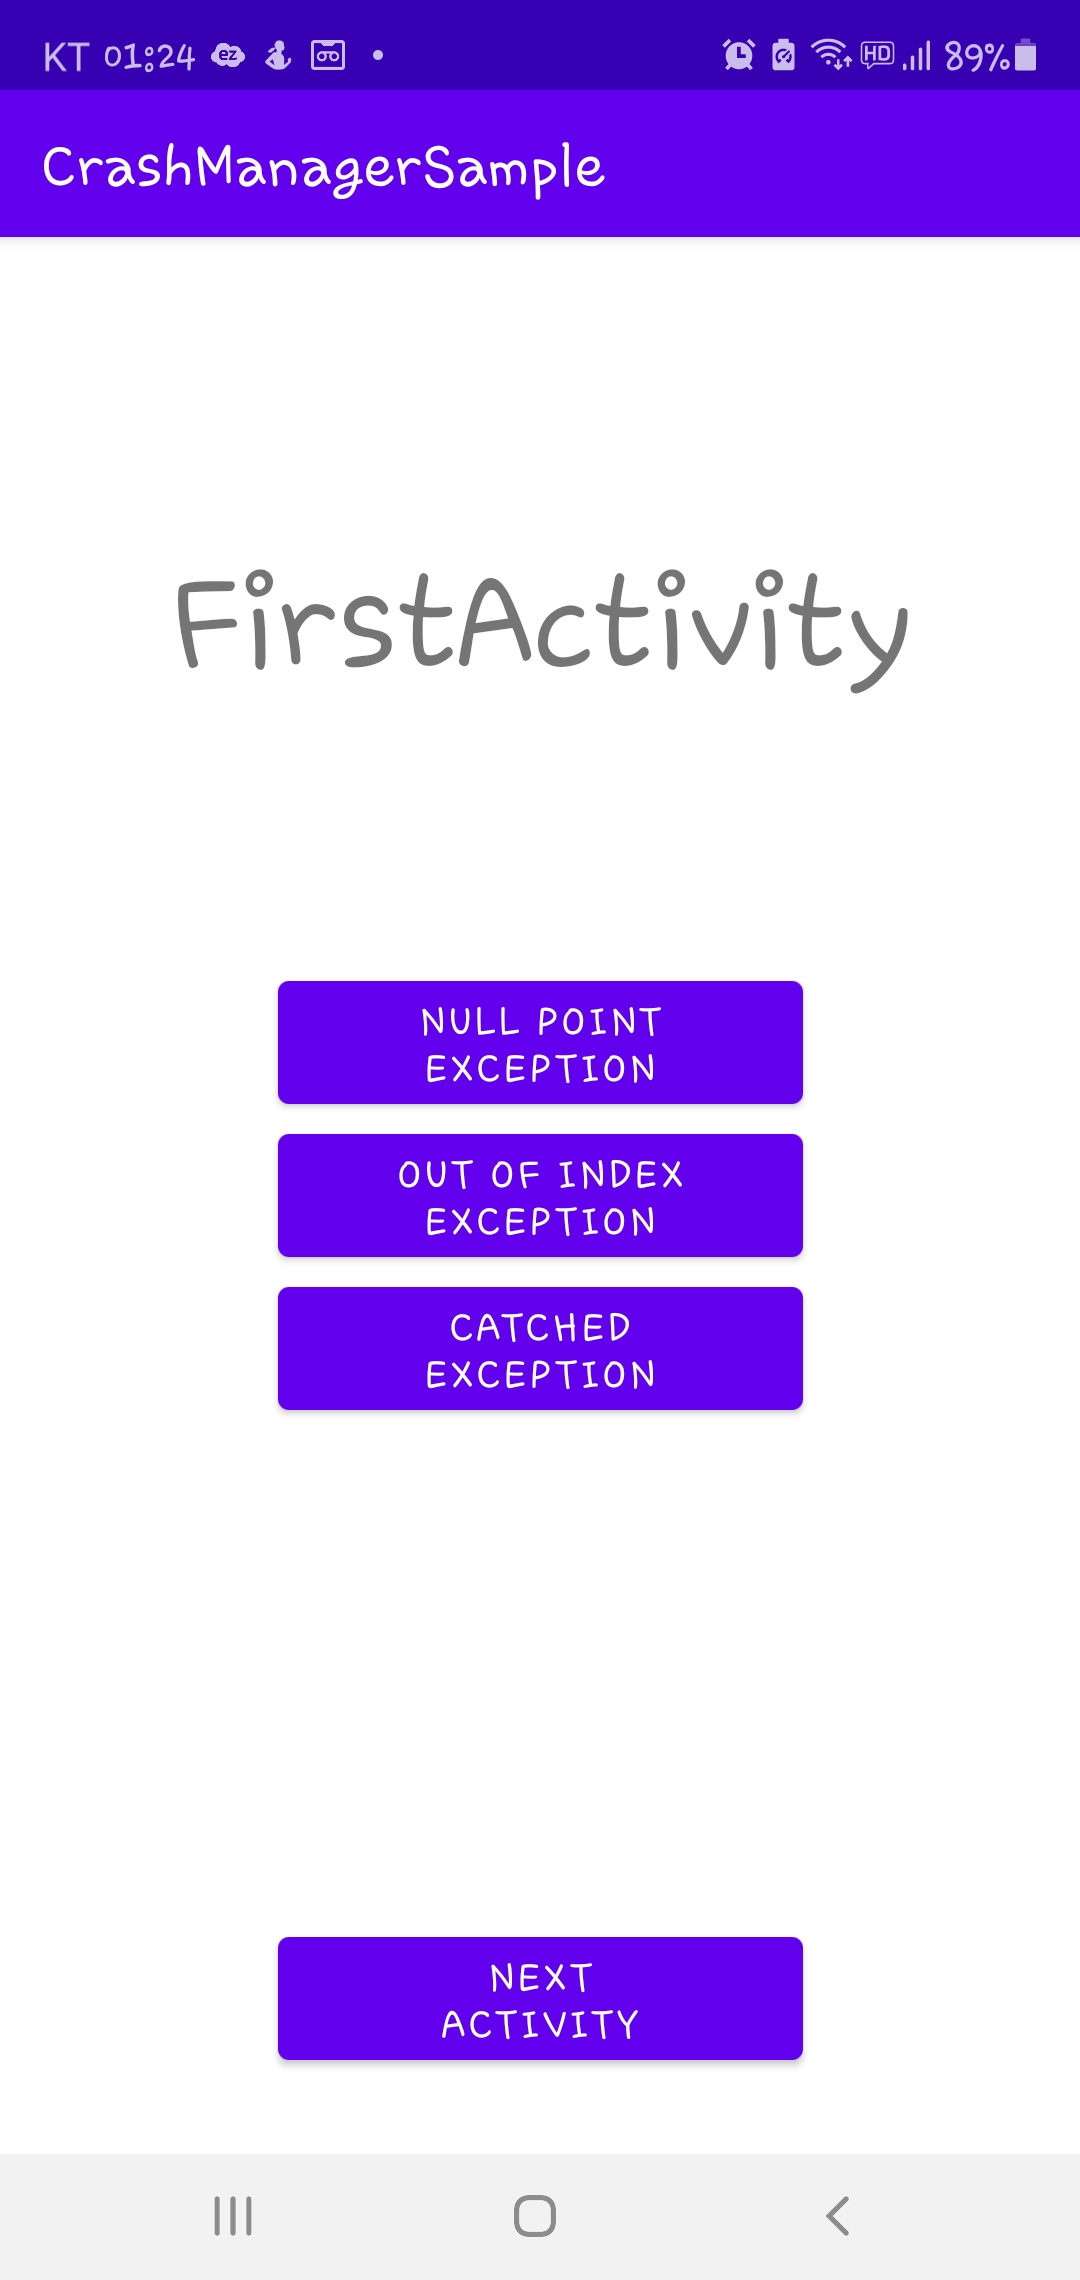 KT 01:24 ez HD 89%
CrashManagerSample
FirstActivity
NULL POINT
EXCEPTION
OUT OF INDEX
EXCEPTION
CATCHED
EXCEPTION
NEXT
ACTIVITY